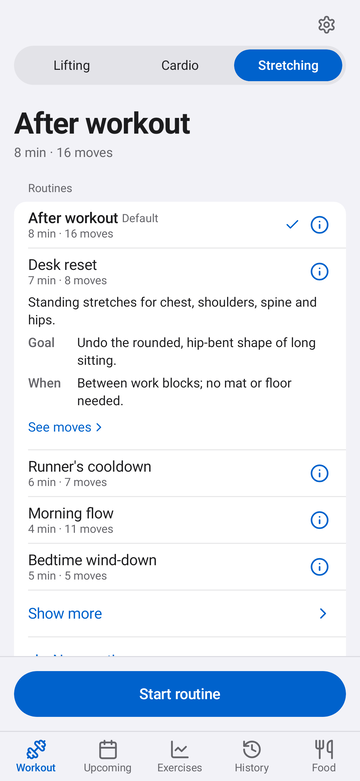 Lifting
Cardio
Stretching
After workout
8 min · 16 moves
Routines
After workout Default
8 min · 16 moves
Desk reset
7 min · 8 moves
Standing stretches for chest, shoulders, spine and
hips.
Goal Undo the rounded, hip-bent shape of long
sitting.
When Between work blocks; no mat or floor
needed.
See moves
Runner's cooldown
6 min · 7 moves
Morning flow
4 min · 11 moves
Bedtime wind-down
5 min · 5 moves
Show more
Start routine
Workout
Upcoming
Exercises
History
Food